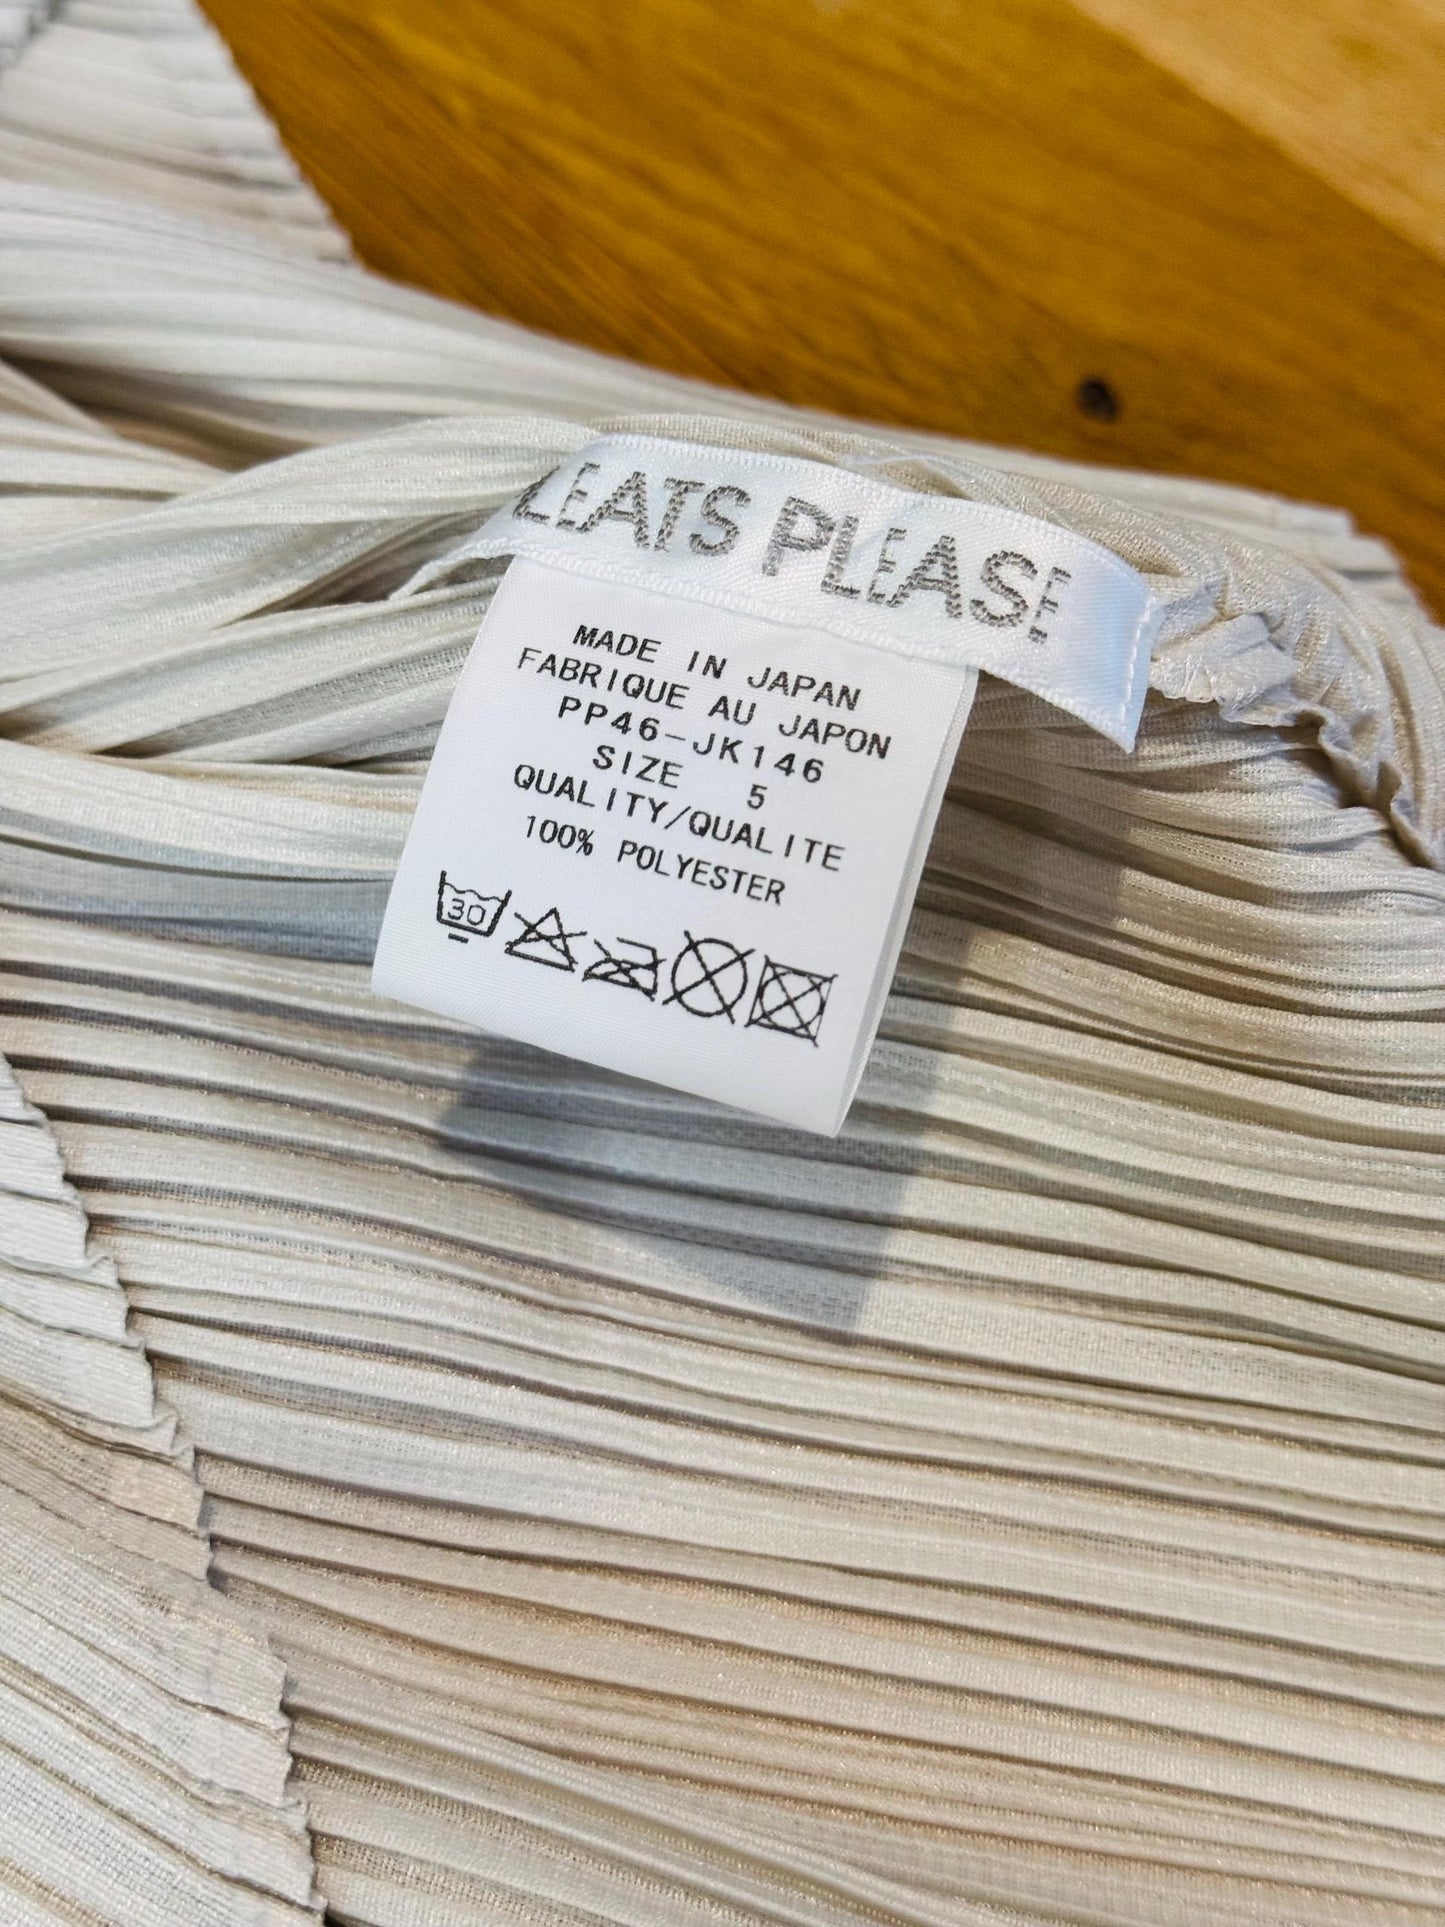 LEATS PLEASE
MADE IN JAPAN
FABRIQUE AU JAPON
PP46-JK146
SIZE 5
QUALITY/QUALITE
100% POLYESTER
30